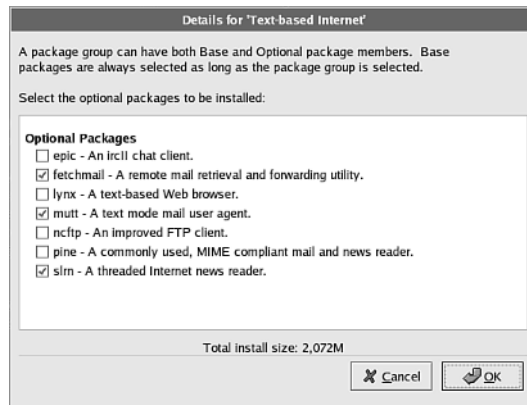 Details for 'Text-based Internet'
A package group can have both Base and Optional package members. Base
packages are always selected as long as the package group is selected.
Select the optional packages to be installed:
Optional Packages
epic - An ircII chat client.
fetchmail - A remote mail retrieval and forwarding utility.
lynx - A text-based Web browser.
mutt - A text mode mail user agent.
ncftp - An improved FTP client.
pine - A commonly used, MIME compliant mail and news reader.
slrn - A threaded Internet news reader.
Total install size: 2,072M
Cancel OK